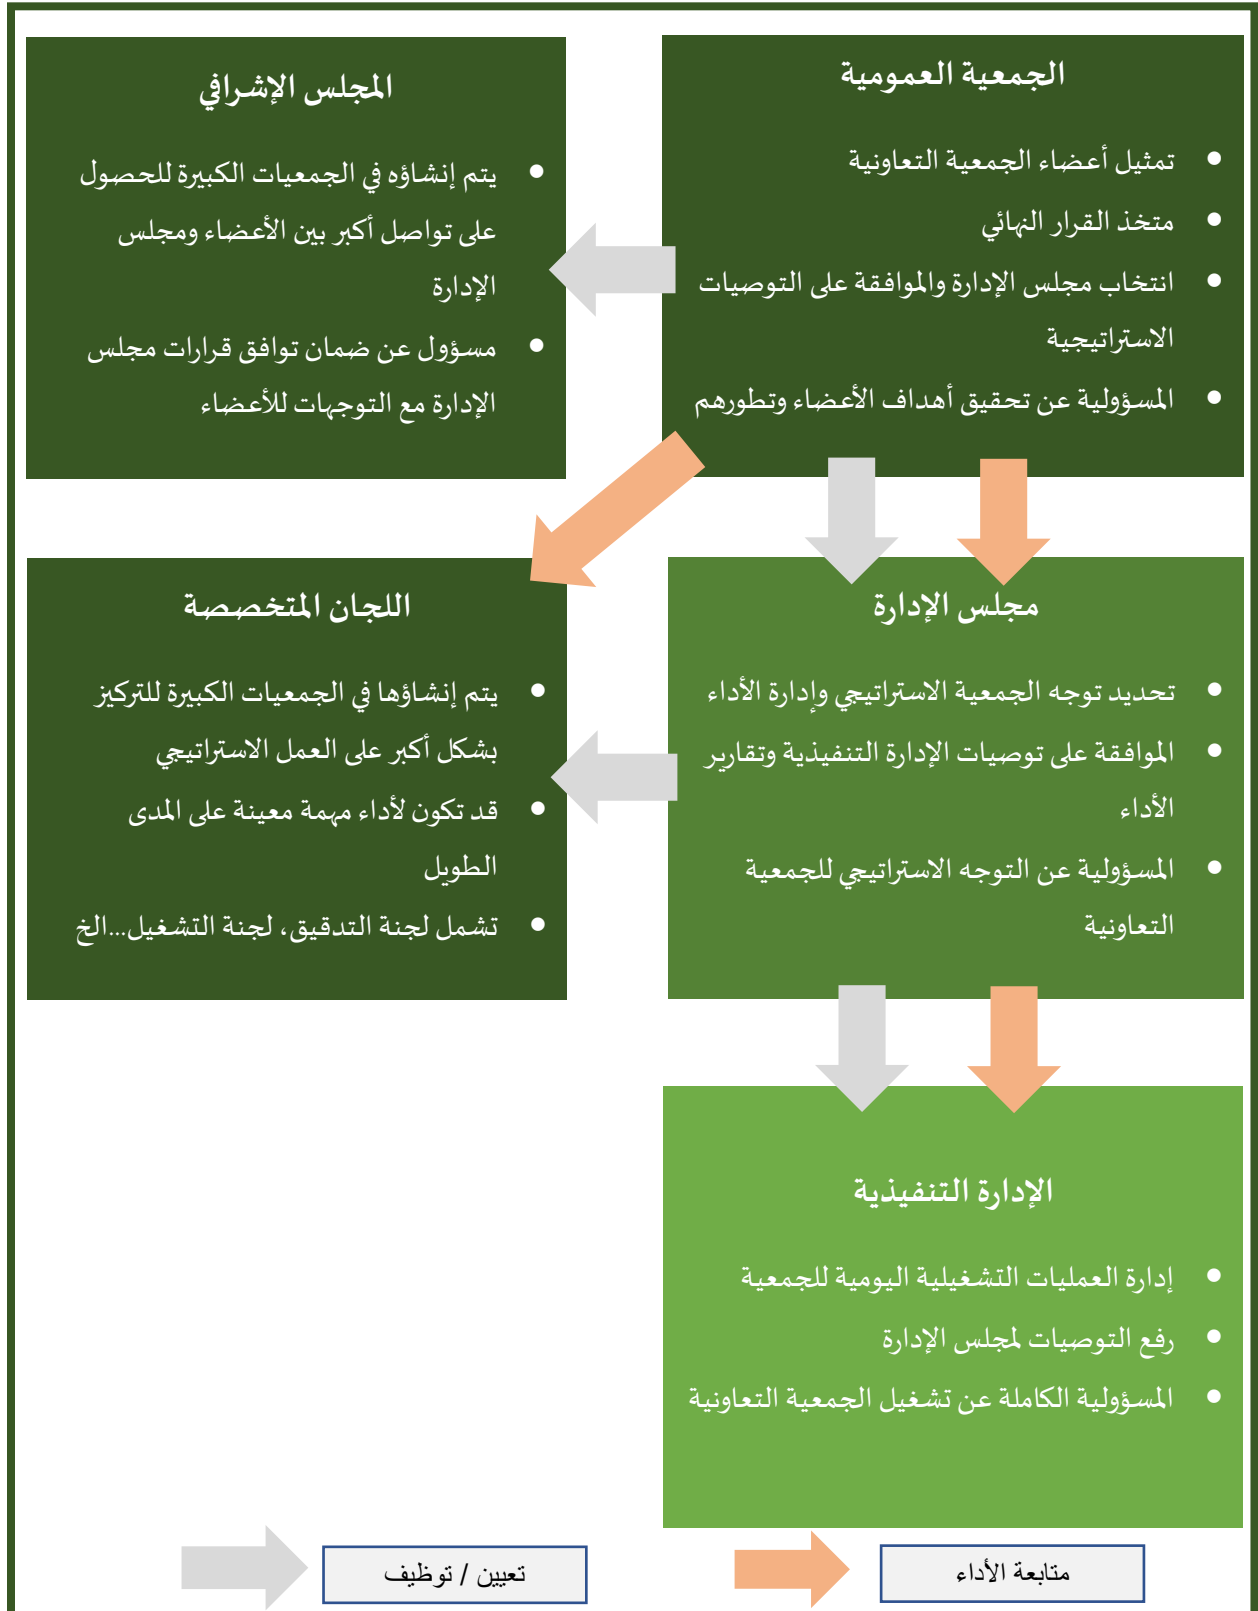 الجمعية العمومية
• تمثيل أعضاء الجمعية التعاونية
• متخذ القرار النهائي
• انتخاب مجلس الإدارة والموافقة على التوصيات
الاستراتيجية
• المسؤولية عن تحقيق أهداف الأعضاء وتطورهم
المجلس الإشرافي
• يتم إنشاؤه في الجمعيات الكبيرة للحصول
على تواصل أكبر بين الأعضاء ومجلس
الإدارة
• مسؤول عن ضمان توافق قرارات مجلس
الإدارة مع التوجهات للأعضاء
مجلس الإدارة
• تحديد توجه الجمعية الاستراتيجي وإدارة الأداء
• الموافقة على توصيات الإدارة التنفيذية وتقارير
الأداء
• المسؤولية عن التوجه الاستراتيجي للجمعية
التعاونية
اللجان المتخصصة
• يتم إنشاؤها في الجمعيات الكبيرة للتركيز
بشكل أكبر على العمل الاستراتيجي
• قد تكون لأداء مهمة معينة على المدى
الطويل
• تشمل لجنة التدقيق، لجنة التشغيل...الخ
الإدارة التنفيذية
• إدارة العمليات التشغيلية اليومية للجمعية
• رفع التوصيات لمجلس الإدارة
• المسؤولية الكاملة عن تشغيل الجمعية التعاونية
متابعة الأداء
تعيين / توظيف